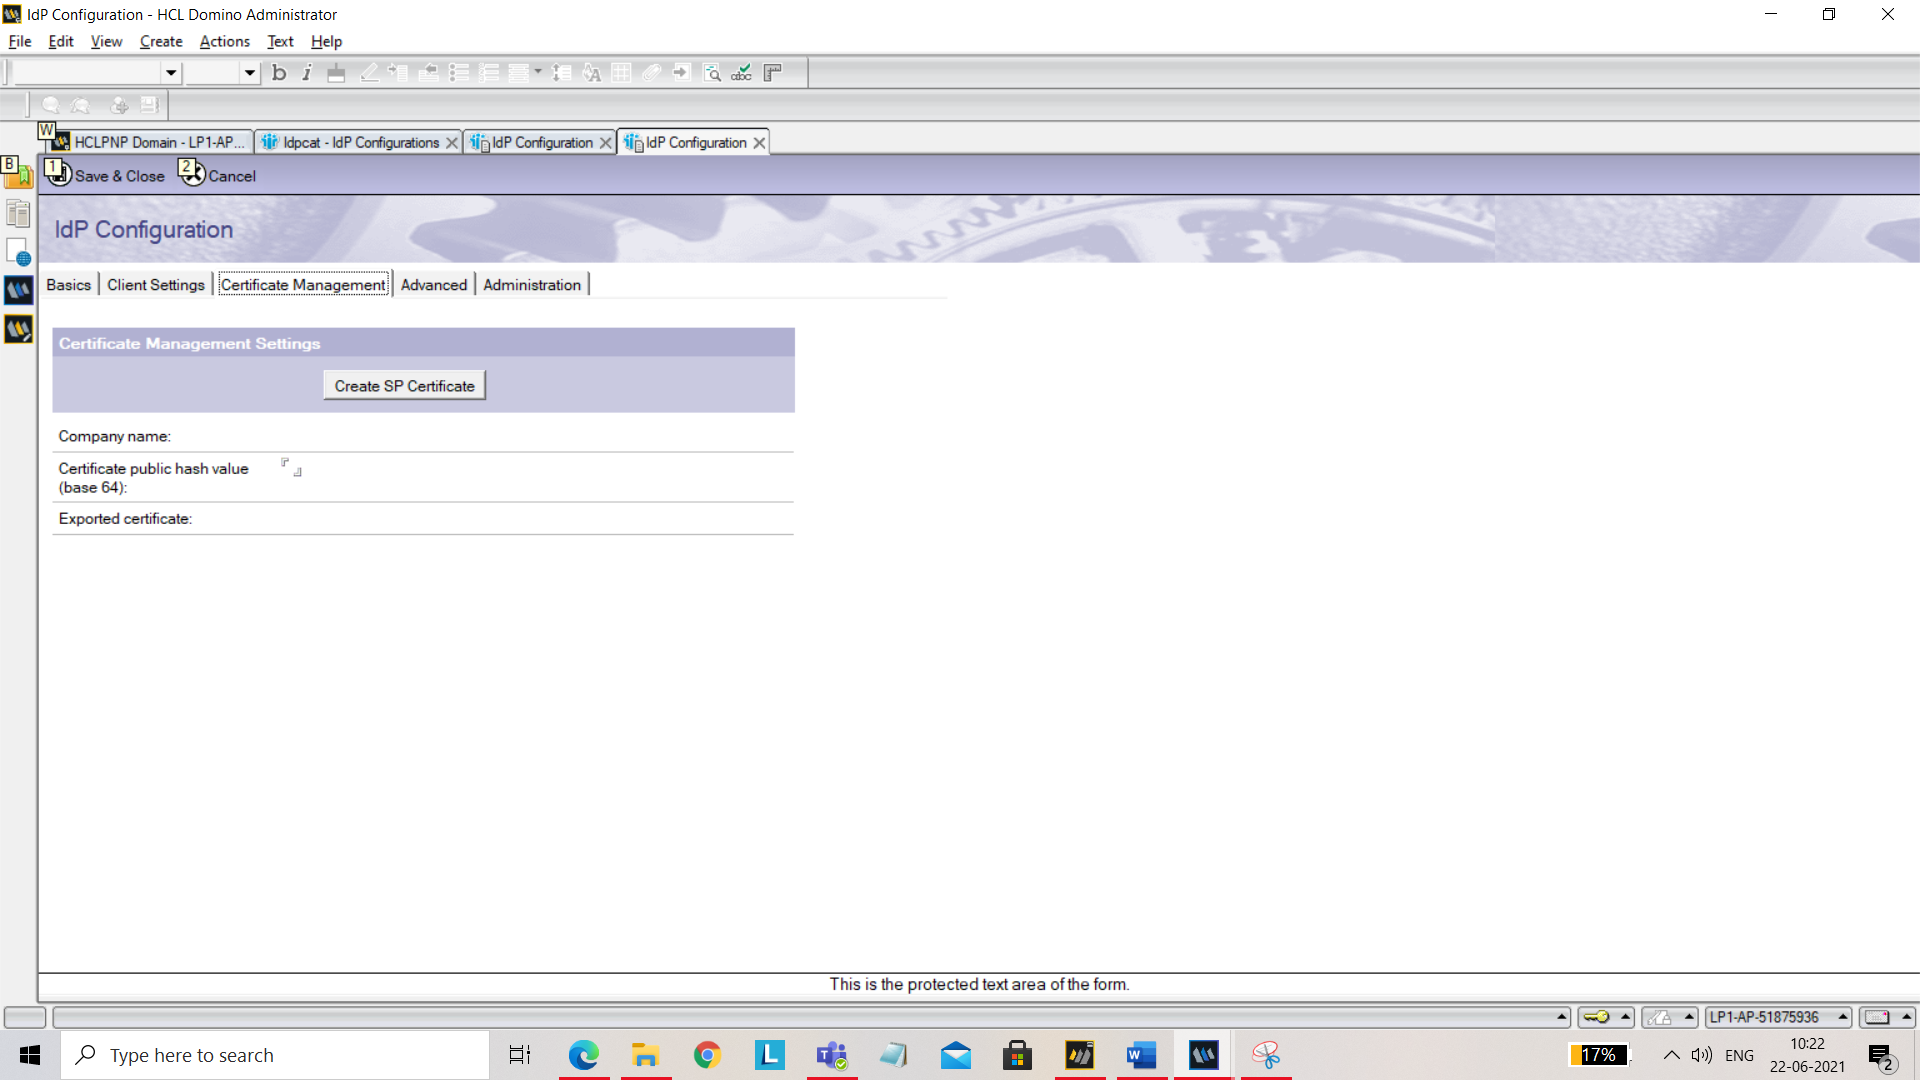 IdP Configuration - HCL Domino Administrator
File Edit View Create Actions Text Help
b i abc
W
HCLPNP Domain - LP1-AP... Idpcat - IdP Configurations IdP Configuration IdP Configuration
B
1 Save & Close 2 Cancel
IdP Configuration
Basics Client Settings Certificate Management Advanced Administration
Certificate Management Settings
Create SP Certificate
Company name:
Certificate public hash value
(base 64):
Exported certificate:
This is the protected text area of the form.
LP1-AP-51875936
Type here to search
17%
ENG
10:22
22-06-2021
2